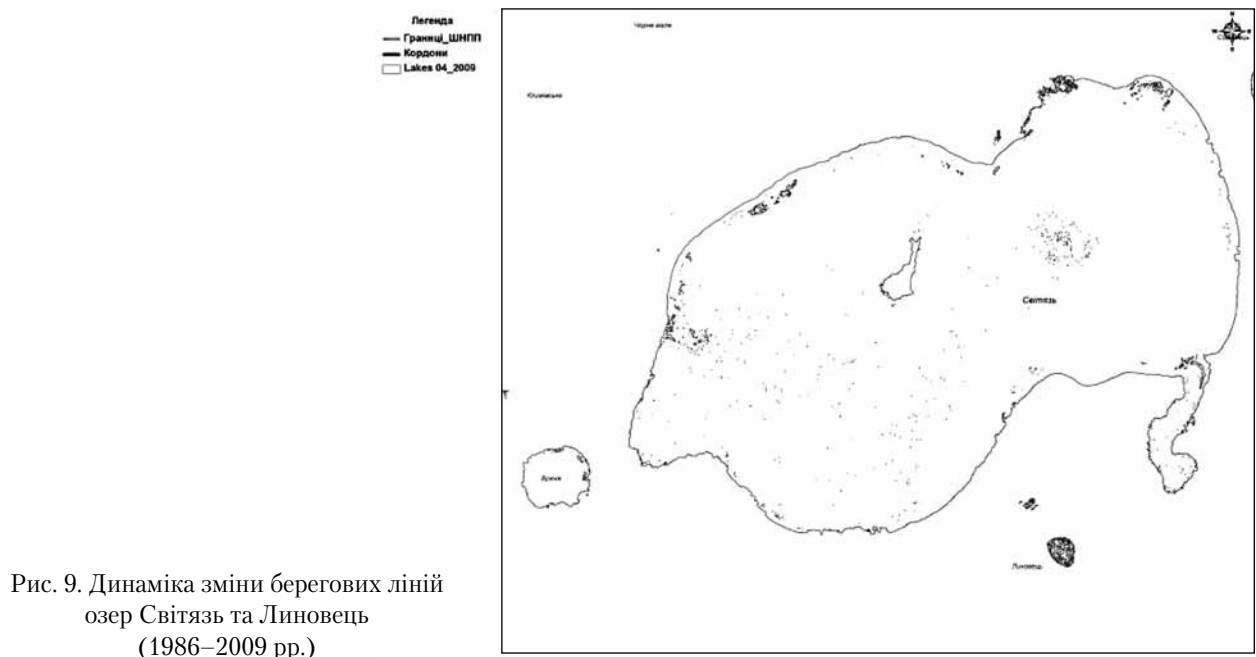 Легенда
Границі_ШНПП
Кордони
Lakes 04_2009
N
Світязь
Линовець
Рис. 9. Динаміка зміни берегових ліній
озер Світязь та Линовець
(1986–2009 рр.)